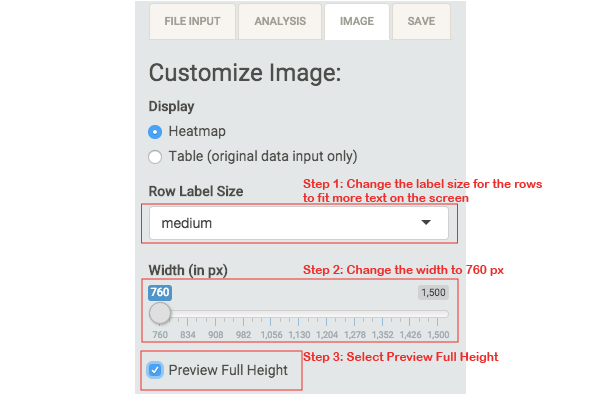 FILE INPUT ANALYSIS IMAGE SAVE
Customize Image:
Display
Heatmap
Table (original data input only)
Row Label Size
Step 1: Change the label size for the rows
to fit more text on the screen
medium
Width (in px)
Step 2: Change the width to 760 px
760 1,500
760 834 908 982 1,056 1,130 1,204 1,278 1,352 1,426 1,500
Step 3: Select Preview Full Height
Preview Full Height